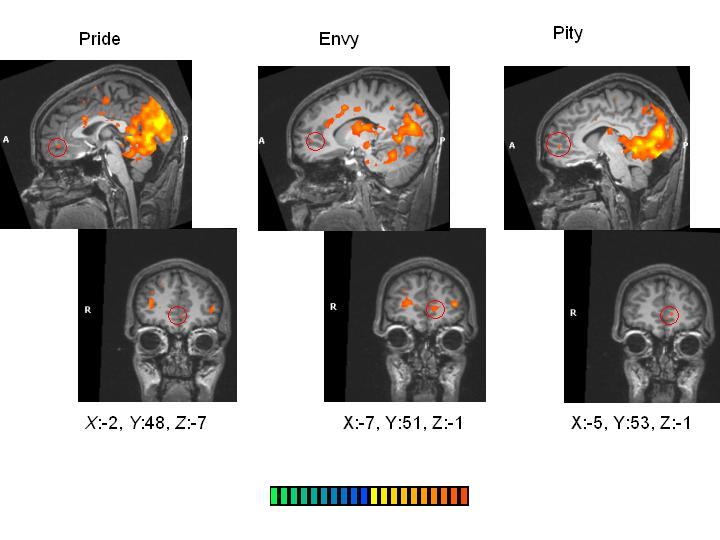 Pride
Envy
Pity
A
P
A
P
A
P
R
R
R
X:-2, Y:48, Z:-7
X:-7, Y:51, Z:-1
X:-5, Y:53, Z:-1